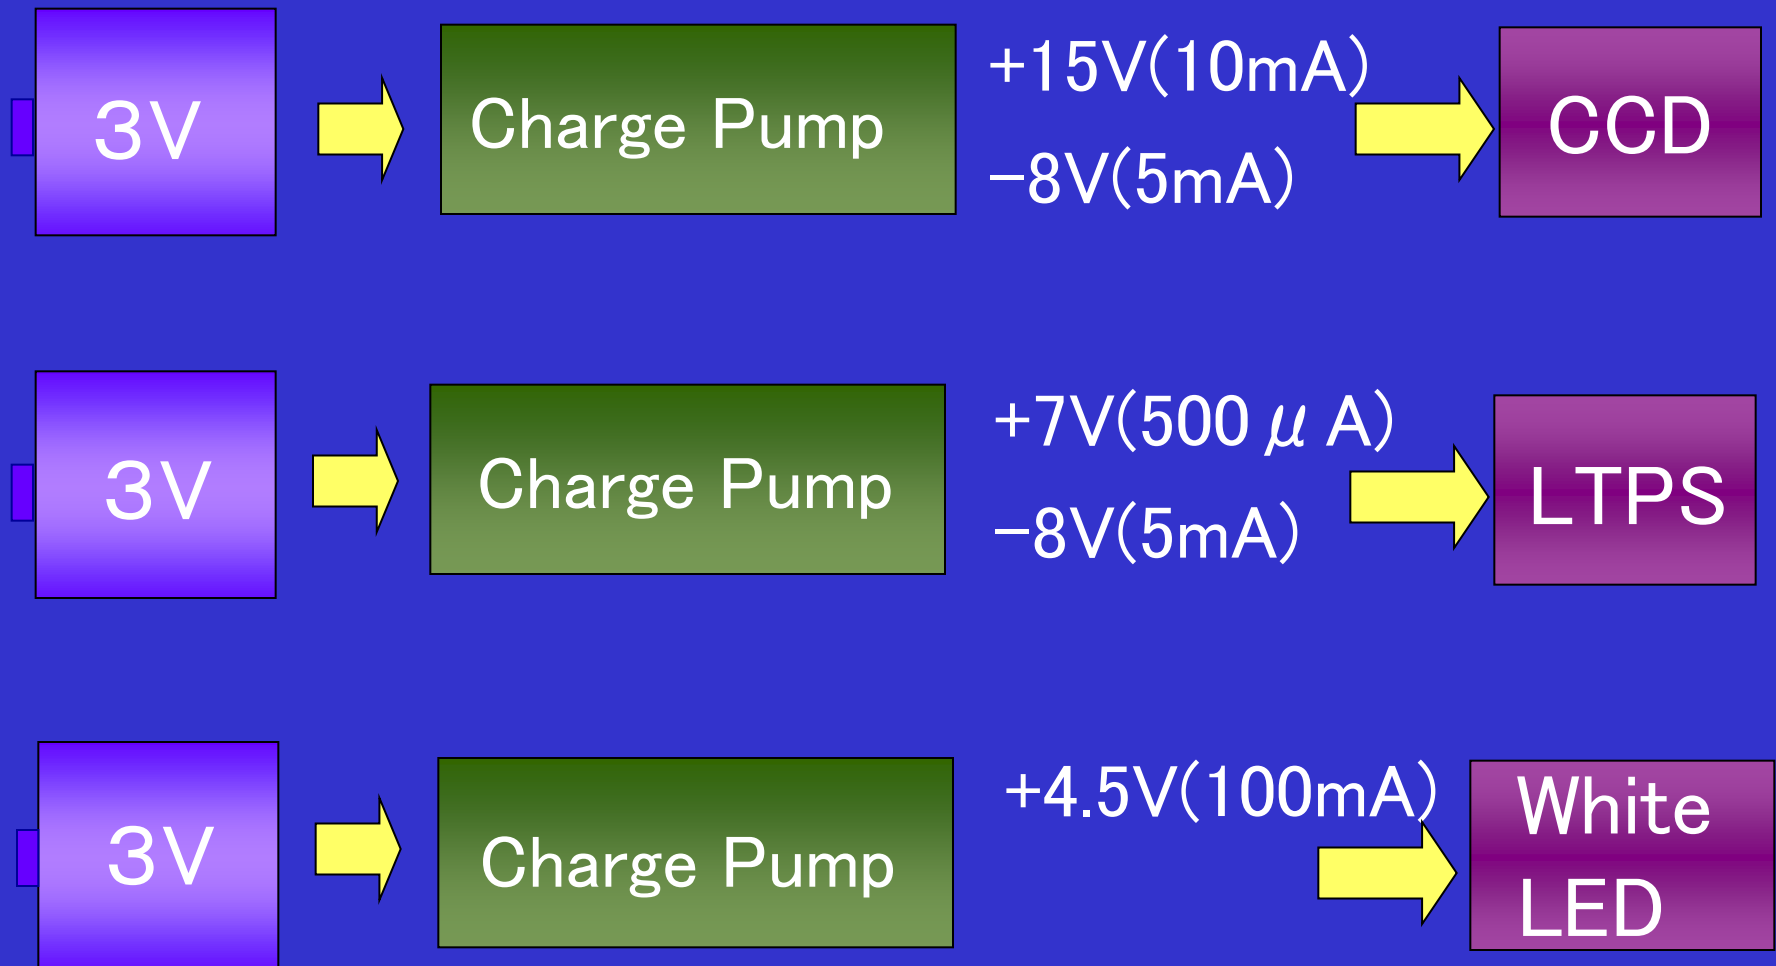 3V
Charge Pump
+15V(10mA)
−8V(5mA)
CCD
3V
Charge Pump
+7V(500μA)
−8V(5mA)
LTPS
3V
Charge Pump
+4.5V(100mA)
White
LED